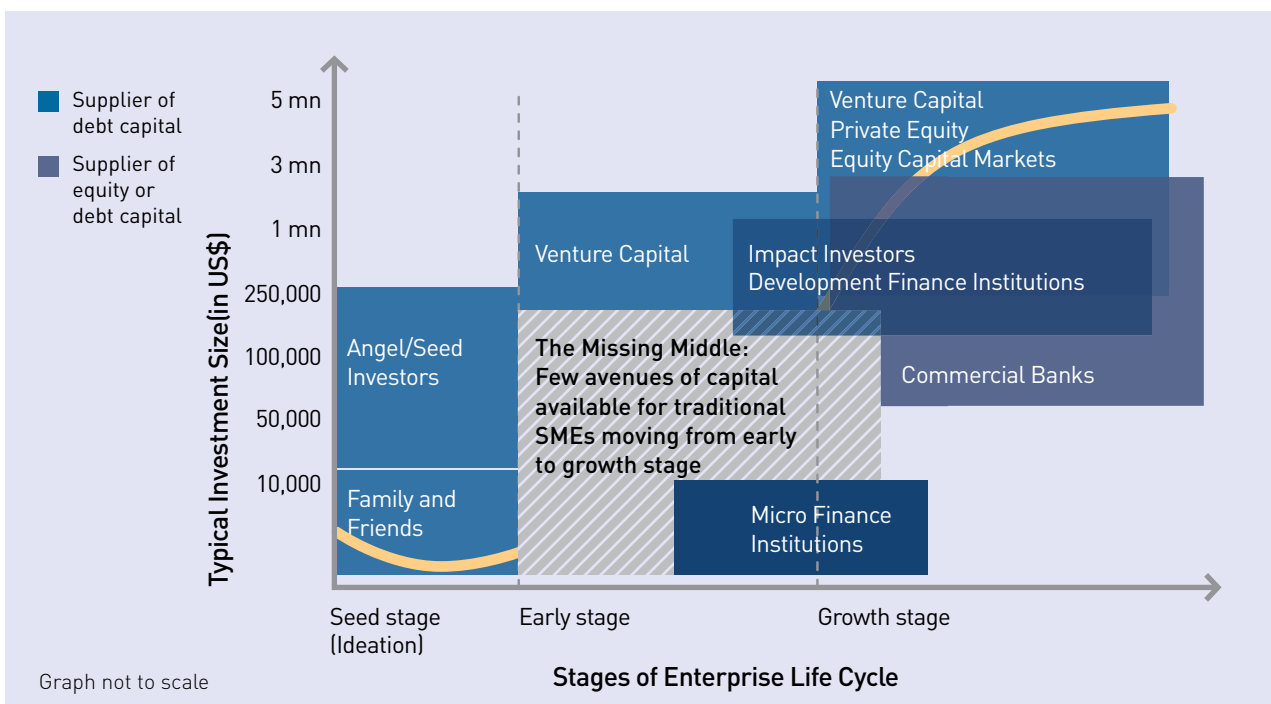 Supplier of
debt capital
Supplier of
equity or
debt capital
Typical Investment Size(in US$)
5 mn
3 mn
1 mn
250,000
100,000
50,000
10,000
Venture Capital
Private Equity
Equity Capital Markets
Venture Capital
Impact Investors
Development Finance Institutions
Angel/Seed
Investors
The Missing Middle:
Few avenues of capital
available for traditional
SMEs moving from early
to growth stage
Commercial Banks
Family and
Friends
Micro Finance
Institutions
Seed stage
(Ideation)
Early stage
Growth stage
Stages of Enterprise Life Cycle
Graph not to scale